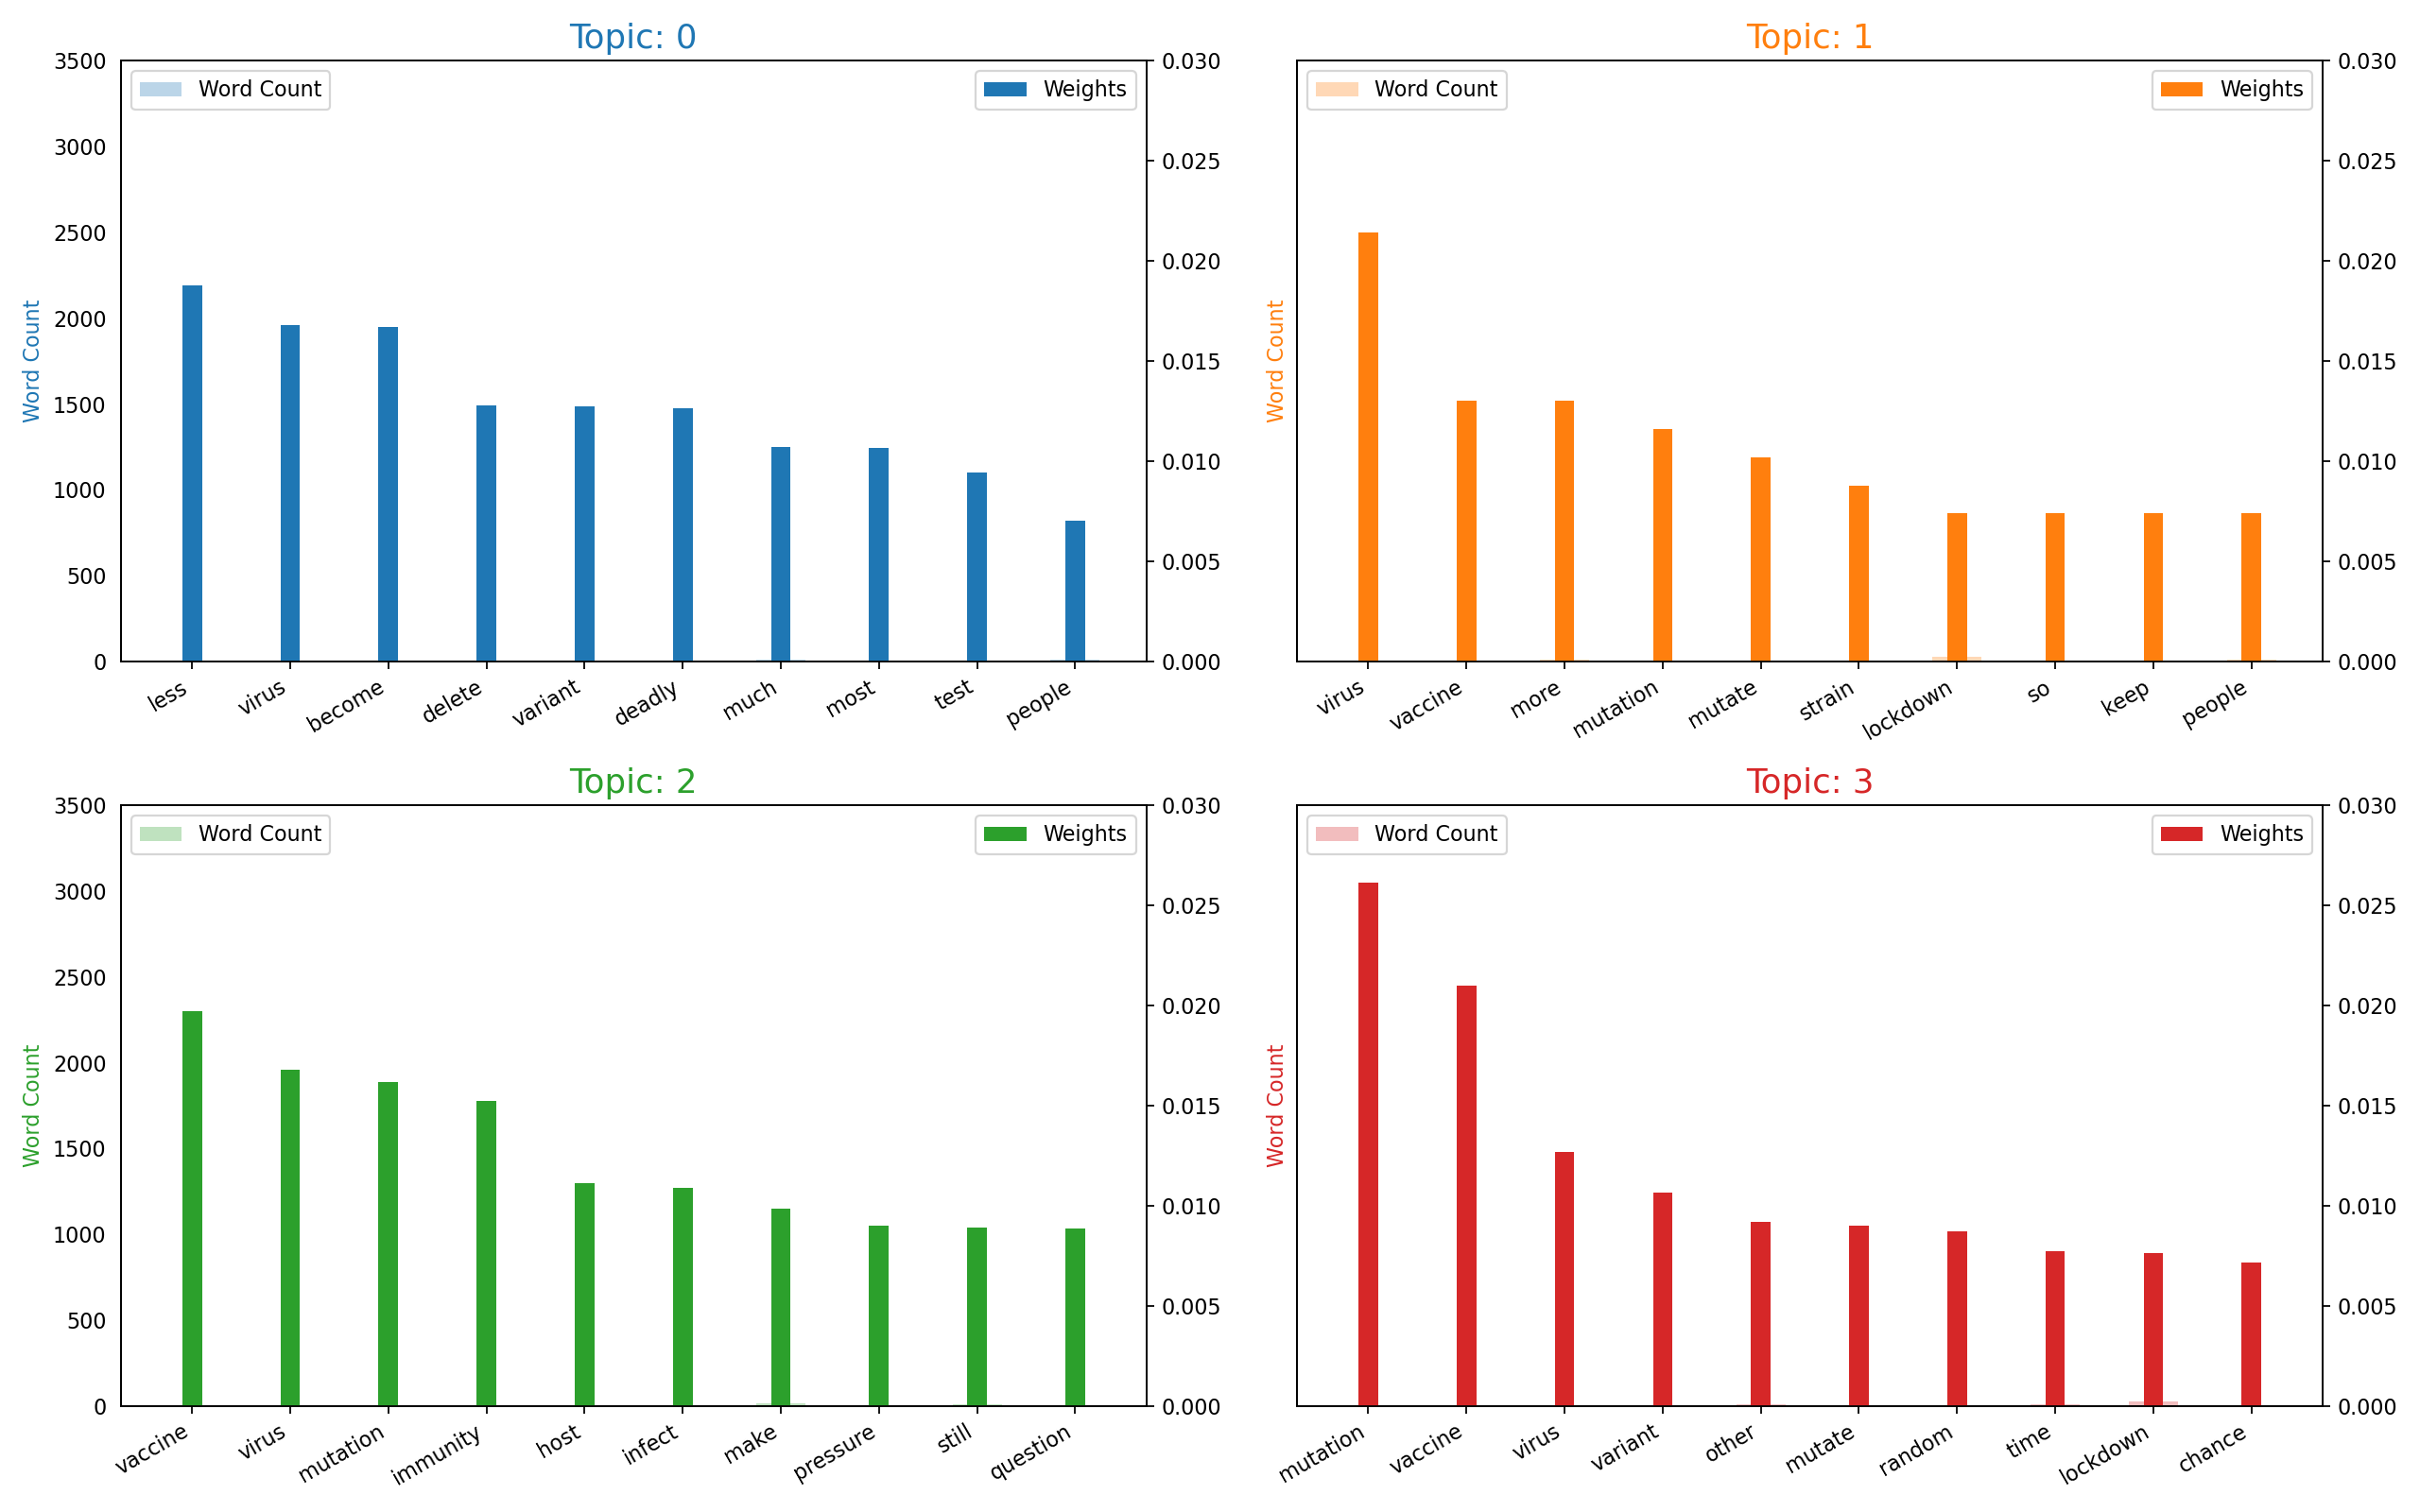 Topic: 0
Word Count
Weights
3500
3000
2500
2000
1500
1000
500
0
Word Count
0.030
0.025
0.020
0.015
0.010
0.005
0.000
less
virus
become
delete
variant
deadly
much
most
test
people
Topic: 1
Word Count
Weights
Word Count
0.030
0.025
0.020
0.015
0.010
0.005
0.000
virus
vaccine
more
mutation
mutate
strain
lockdown
so
keep
people
Topic: 2
Word Count
Weights
3500
3000
2500
2000
1500
1000
500
0
Word Count
0.030
0.025
0.020
0.015
0.010
0.005
0.000
vaccine
virus
mutation
immunity
host
infect
make
pressure
still
question
Topic: 3
Word Count
Weights
Word Count
0.030
0.025
0.020
0.015
0.010
0.005
0.000
mutation
vaccine
virus
variant
other
mutate
random
time
lockdown
chance